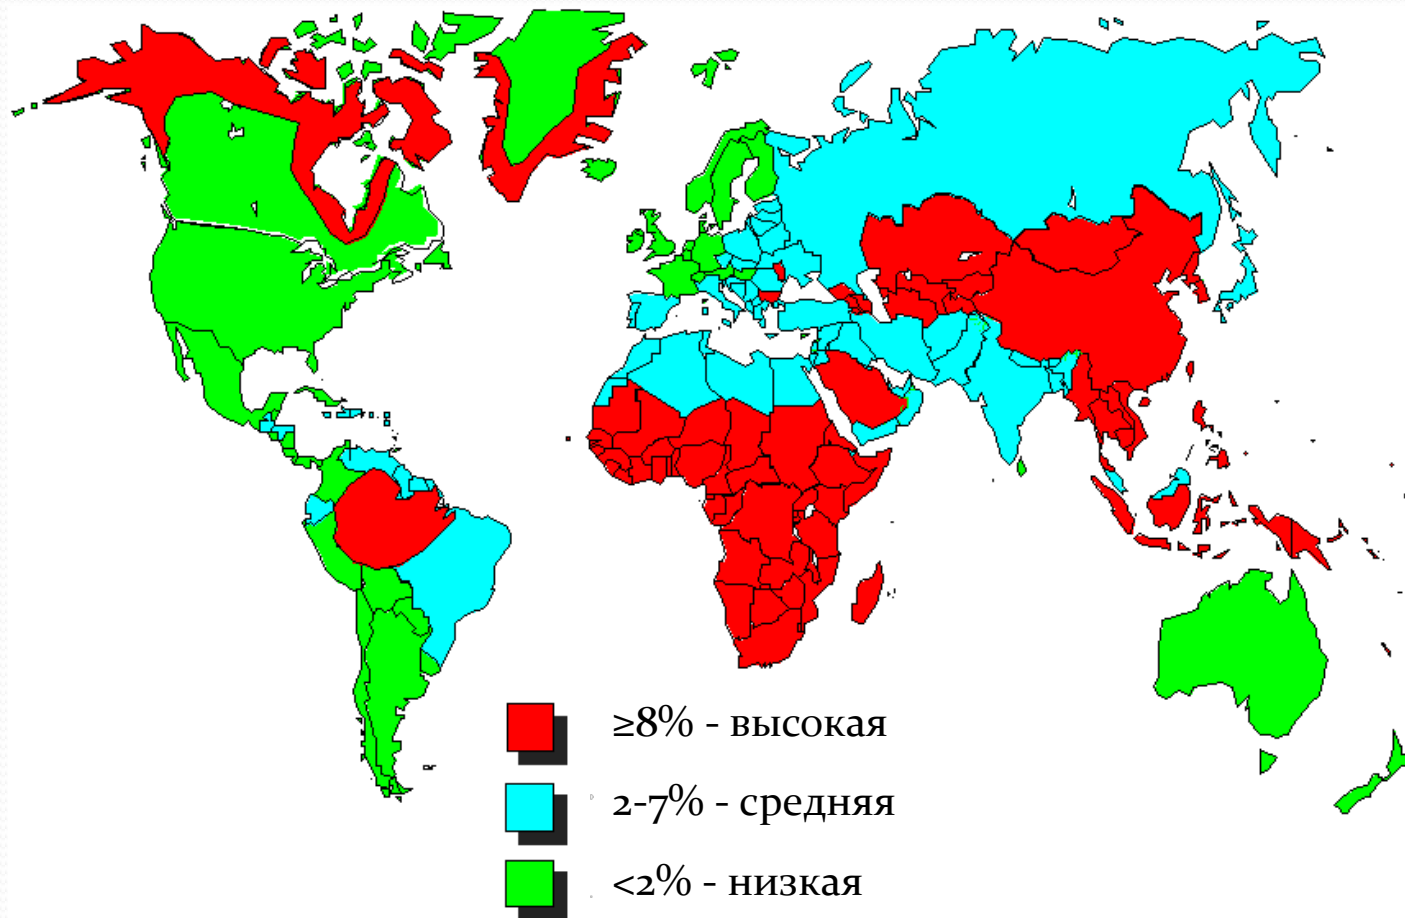 ≥8% - высокая
2-7% - средняя
<2% - низкая